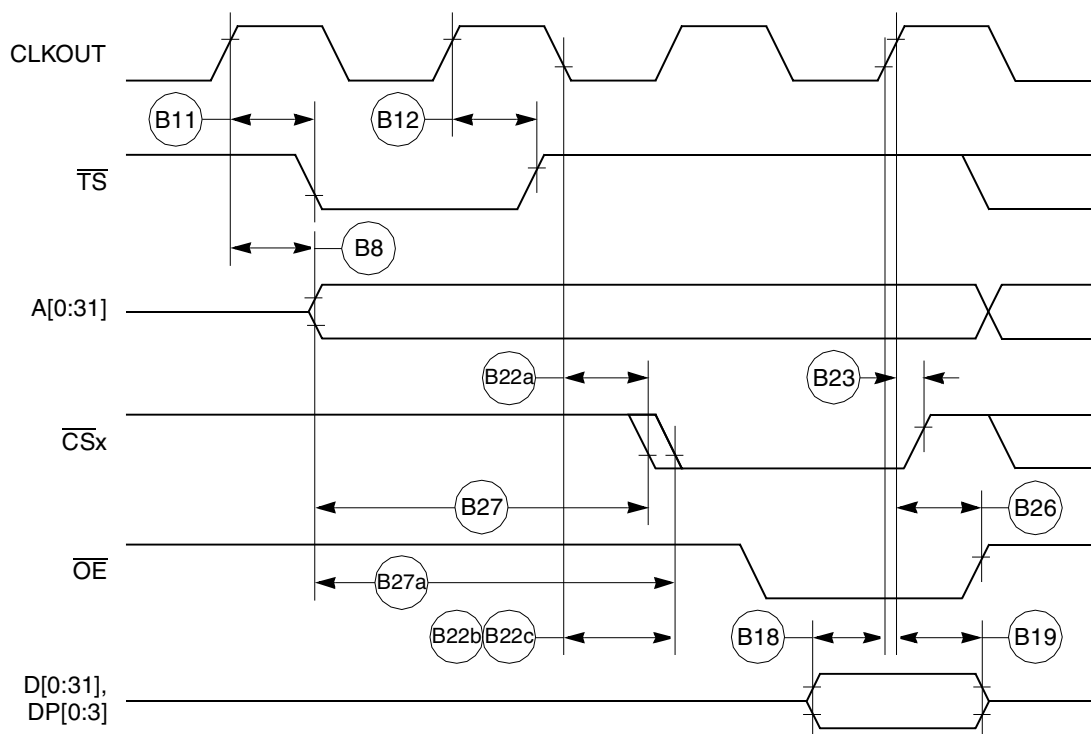 CLKOUT
B11
B12
TS
B8
A[0:31]
B22a
B23
CSx
B27
B26
OE
B27a
B22b B22c
B18
B19
D[0:31],
DP[0:3]